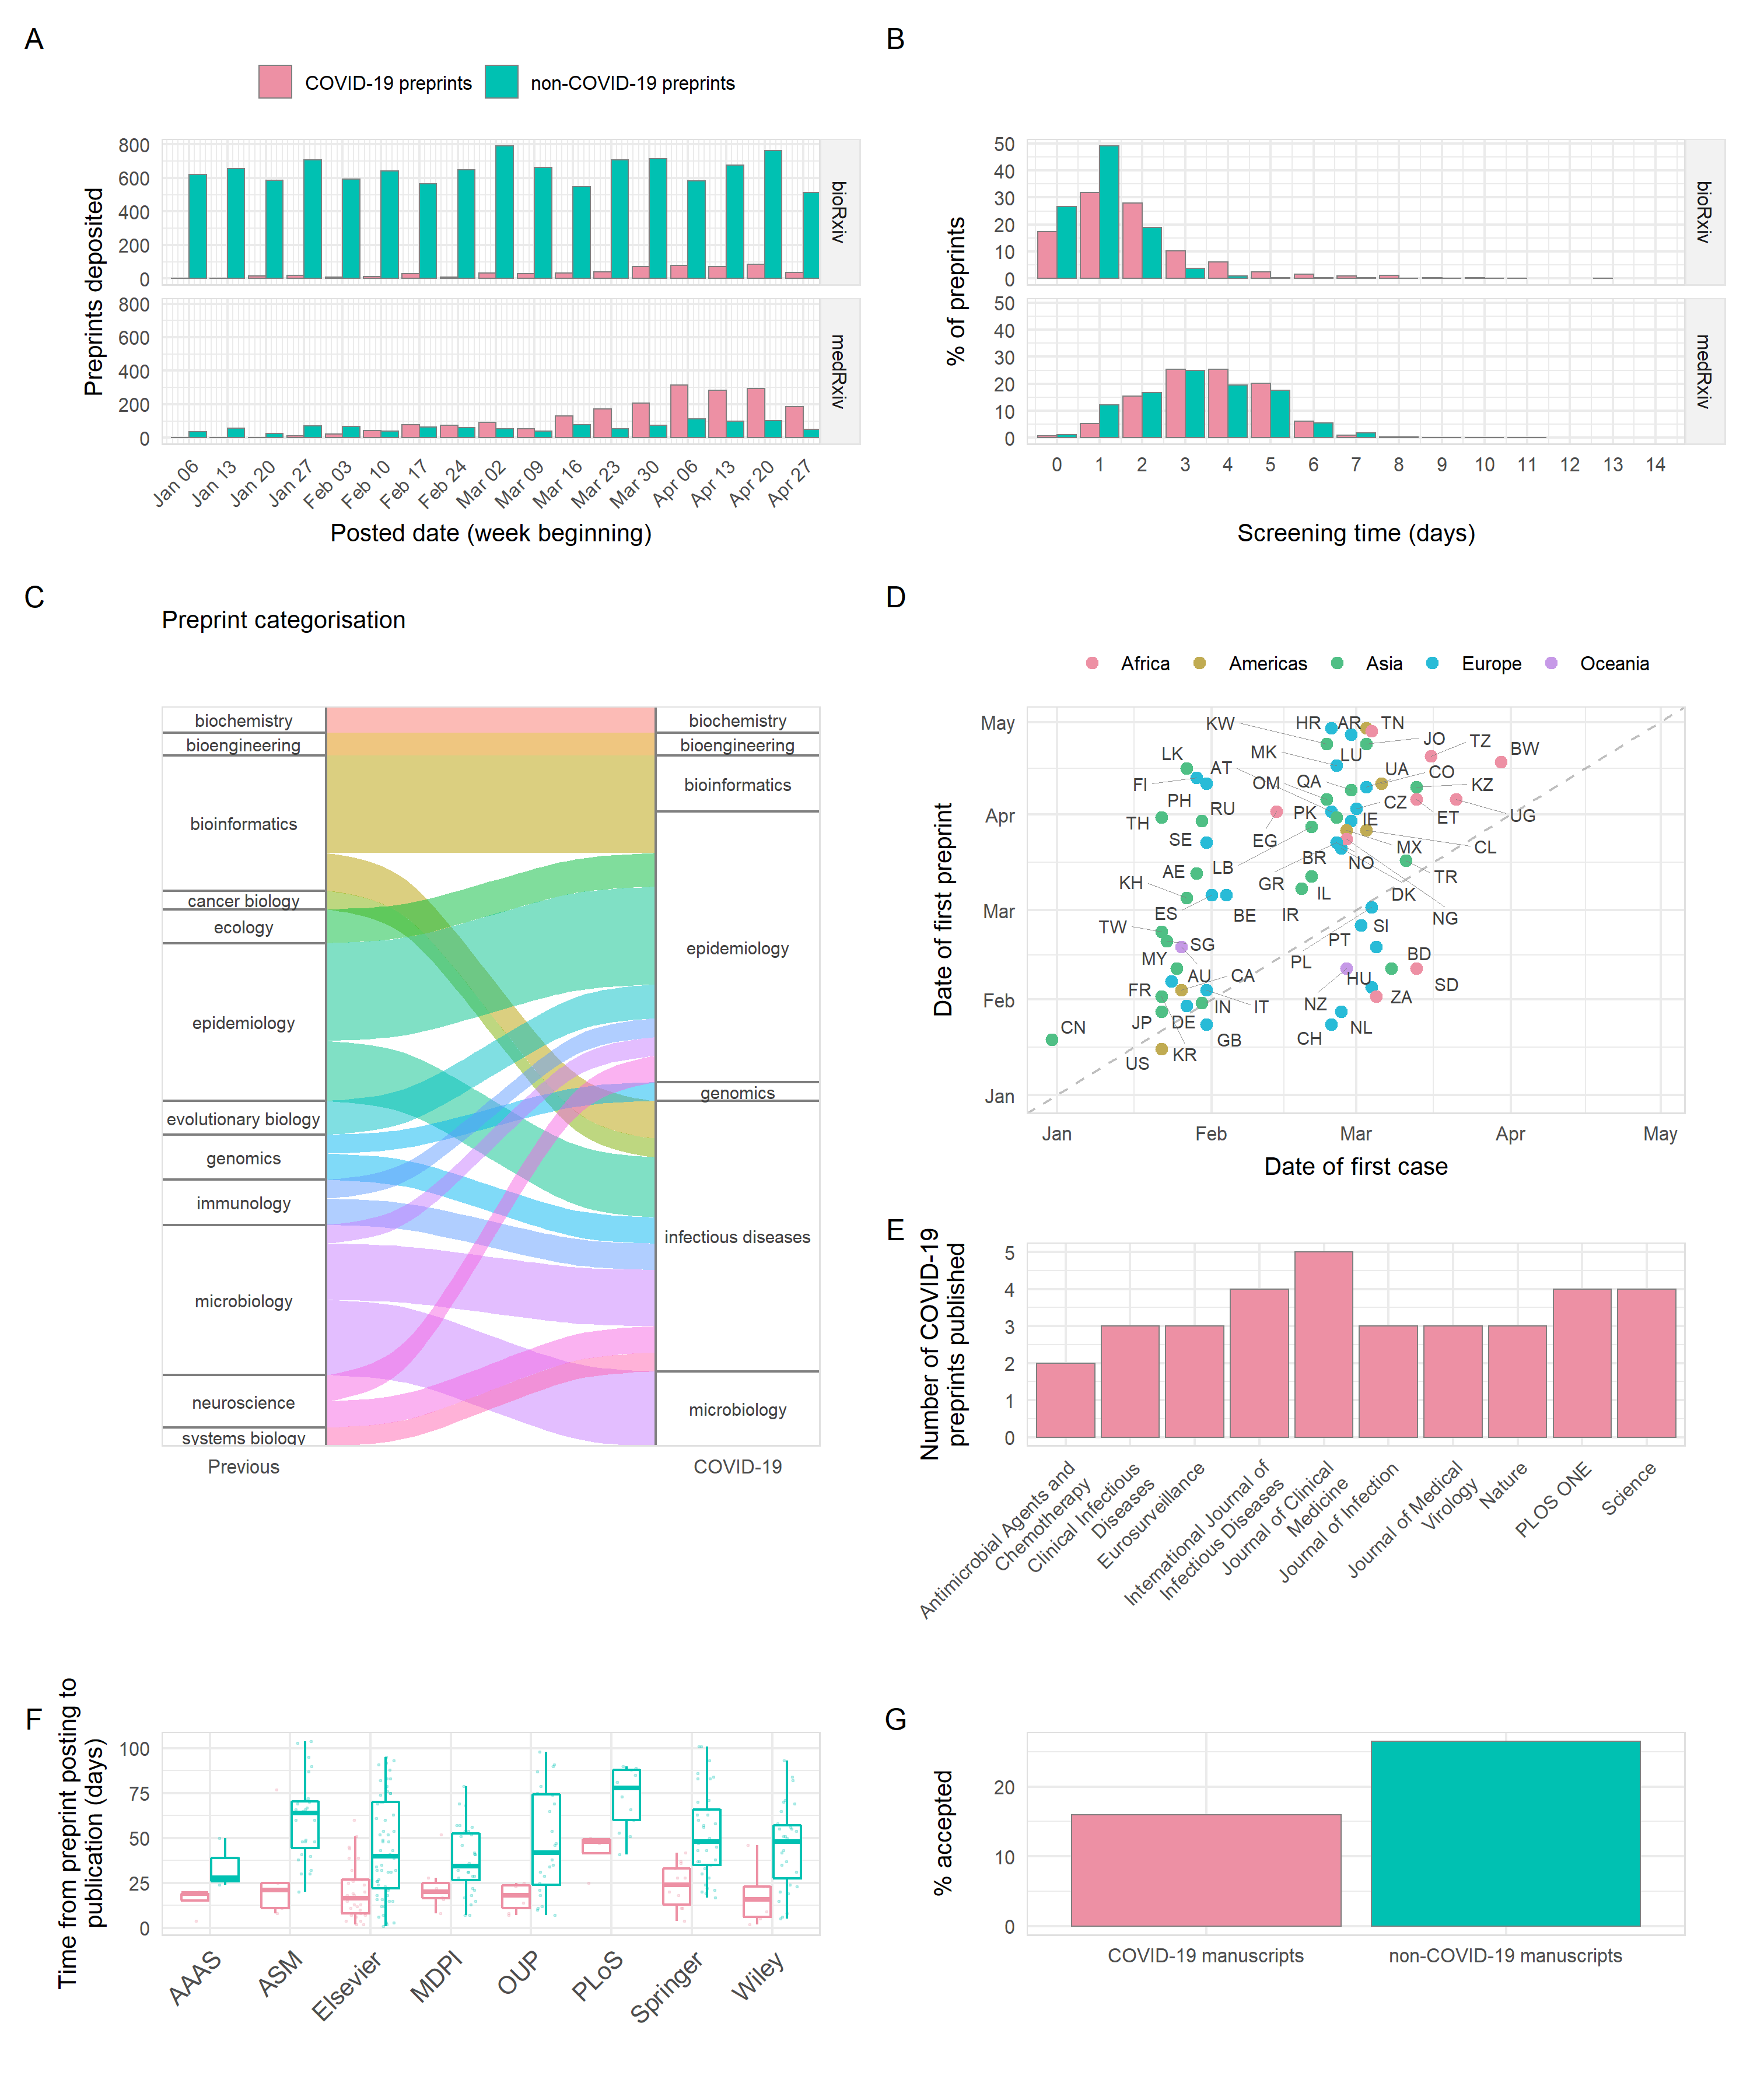 A
COVID-19 preprints
non-COVID-19 preprints
Preprints deposited
800
600
400
200
0
bioRxiv
800
600
400
200
0
medRxiv
Jan 06
Jan 13
Jan 20
Jan 27
Feb 03
Feb 10
Feb 17
Feb 24
Mar 02
Mar 09
Mar 16
Mar 23
Mar 30
Apr 06
Apr 13
Apr 20
Apr 27
Posted date (week beginning)
B
% of preprints
50
40
30
20
10
0
bioRxiv
50
40
30
20
10
0
medRxiv
0 1 2 3 4 5 6 7 8 9 10 11 12 13 14
Screening time (days)
C
Preprint categorisation
biochemistry
bioengineering
bioinformatics
cancer biology
ecology
epidemiology
evolutionary biology
genomics
immunology
microbiology
neuroscience
systems biology
Previous
biochemistry
bioengineering
bioinformatics
epidemiology
genomics
infectious diseases
microbiology
COVID-19
D
Africa
Americas
Asia
Europe
Oceania
Date of first preprint
May
Apr
Mar
Feb
Jan
KW HR AR TN
JO TZ BW
LK MK LU
AT UA CO
FI OM QA KZ
PH RU PK CZ
TH IE ET UG
SE EG
BR MX CL
AE LB NO TR
KH GR IL DK
ES BE IR NG
TW SI
SG PT
MY PL BD
AU CA HU SD
FR NZ ZA
IN IT
JP DE NL
CN GB CH
US KR
Jan
Feb
Mar
Apr
May
Date of first case
E
Number of COVID-19
preprints published
5
4
3
2
1
0
Antimicrobial Agents and
Chemotherapy
Clinical Infectious
Diseases
Eurosurveillance
International Journal of
Infectious Diseases
Journal of Clinical
Medicine
Journal of Infection
Journal of Medical
Virology
Nature
PLOS ONE
Science
F
Time from preprint posting to
publication (days)
100
75
50
25
0
AAAS
ASM
Elsevier
MDPI
OUP
PLoS
Springer
Wiley
G
% accepted
20
10
0
COVID-19 manuscripts
non-COVID-19 manuscripts